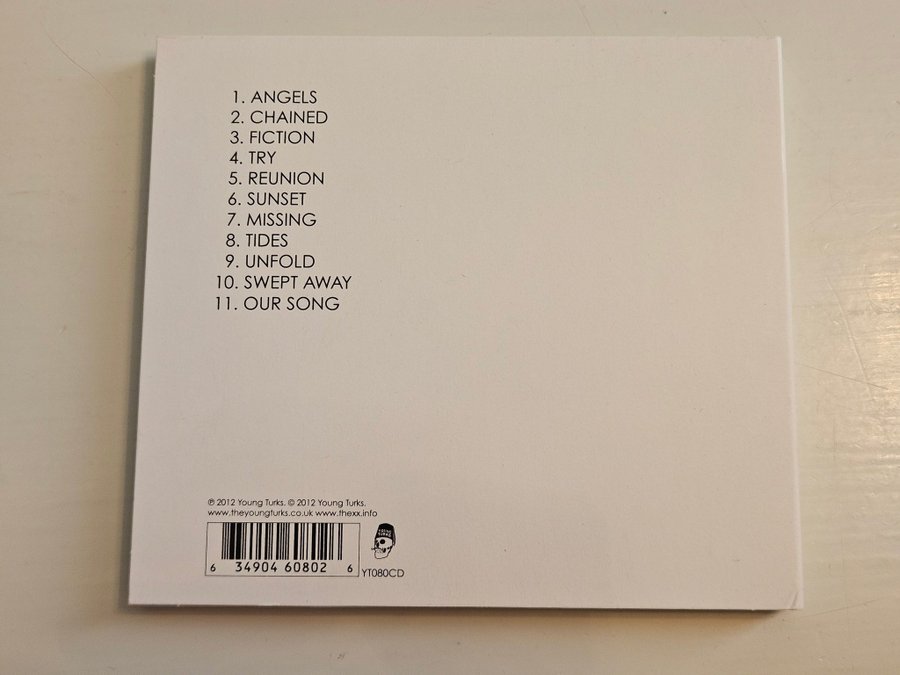 1. ANGELS
2. CHAINED
3. FICTION
4. TRY
5. REUNION
6. SUNSET
7. MISSING
8. TIDES
9. UNFOLD
10. SWEPT AWAY
11. OUR SONG
℗ 2012 Young Turks. © 2012 Young Turks.
www.theyoungturks.co.uk www.thexx.info
YOUNG
TURKS
6 34904 60802 6
YT080CD